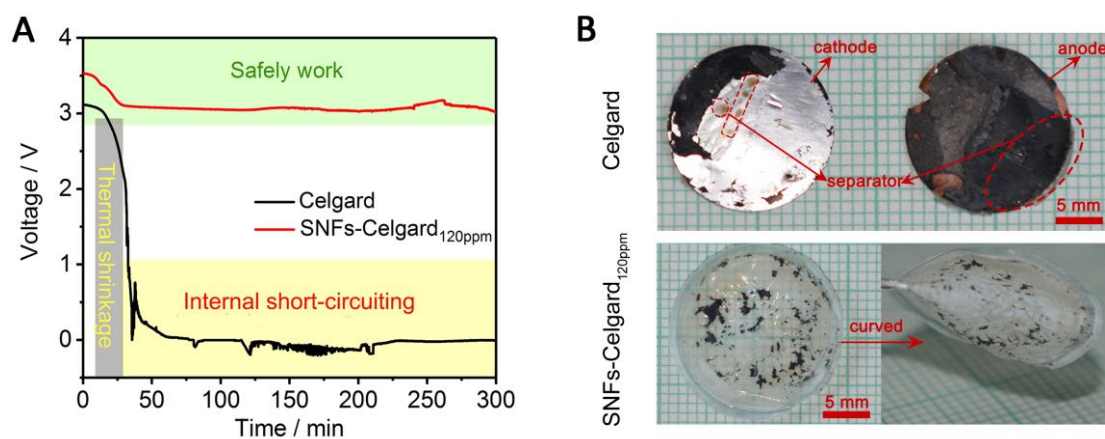 A
4
3
2
1
0
0
50
100
150
200
250
300
Voltage / V
Time / min
Safely work
Thermal shrinkage
Celgard
SNFs-Celgard120ppm
Internal short-circuiting
B
Celgard
cathode
anode
separator
5 mm
SNFs-Celgard120ppm
curved
5 mm